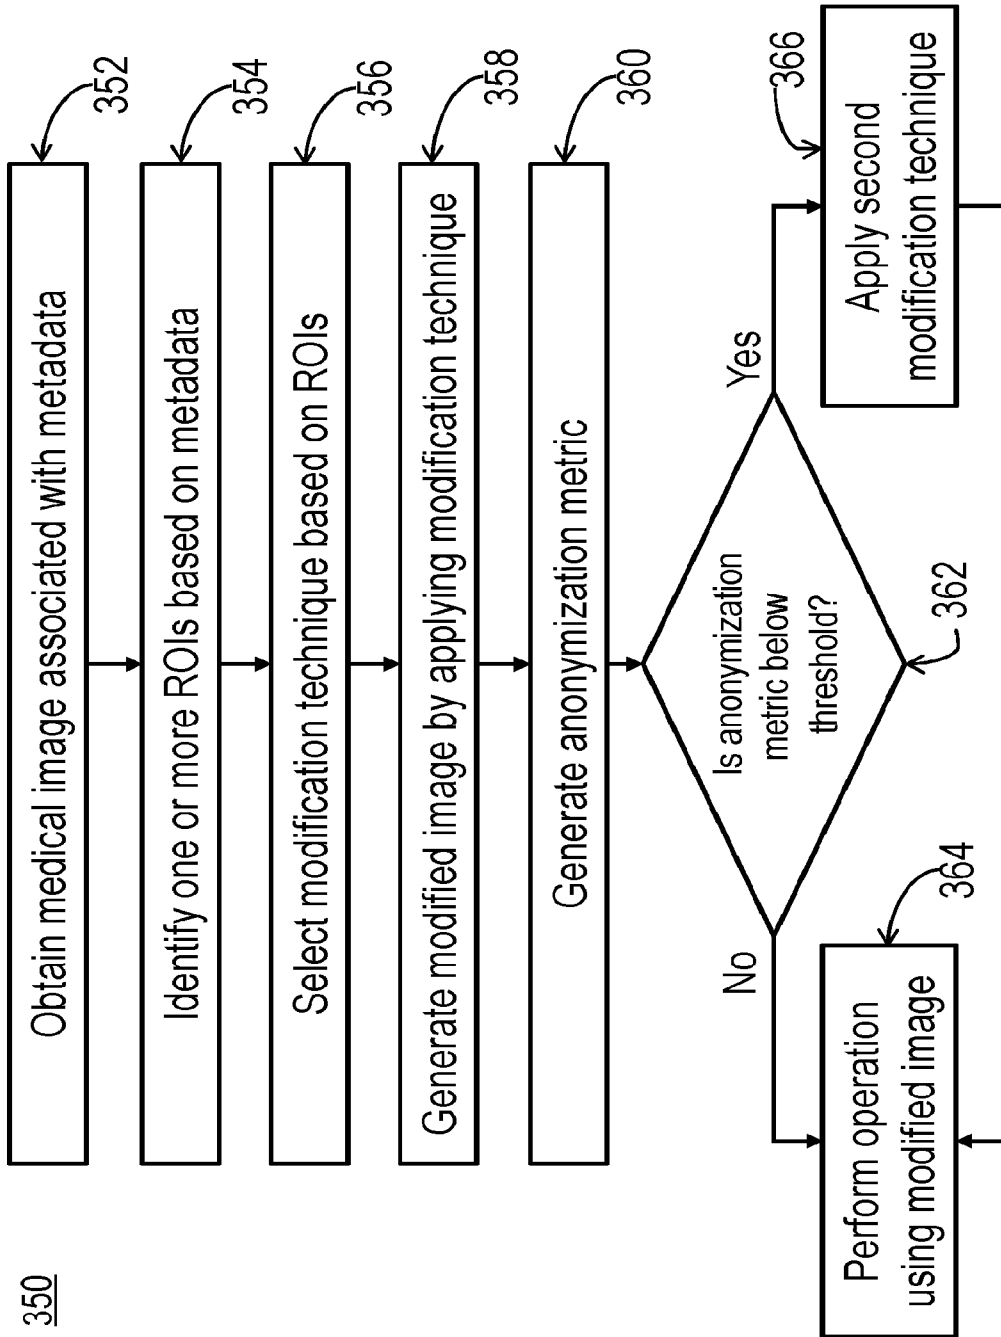 350
Obtain medical image associated with metadata
352
Identify one or more ROIs based on metadata
354
Select modification technique based on ROIs
356
Generate modified image by applying modification technique
358
Generate anonymization metric
360
Is anonymization
metric below
threshold?
362
No
Yes
Perform operation
using modified image
364
Apply second
modification technique
366